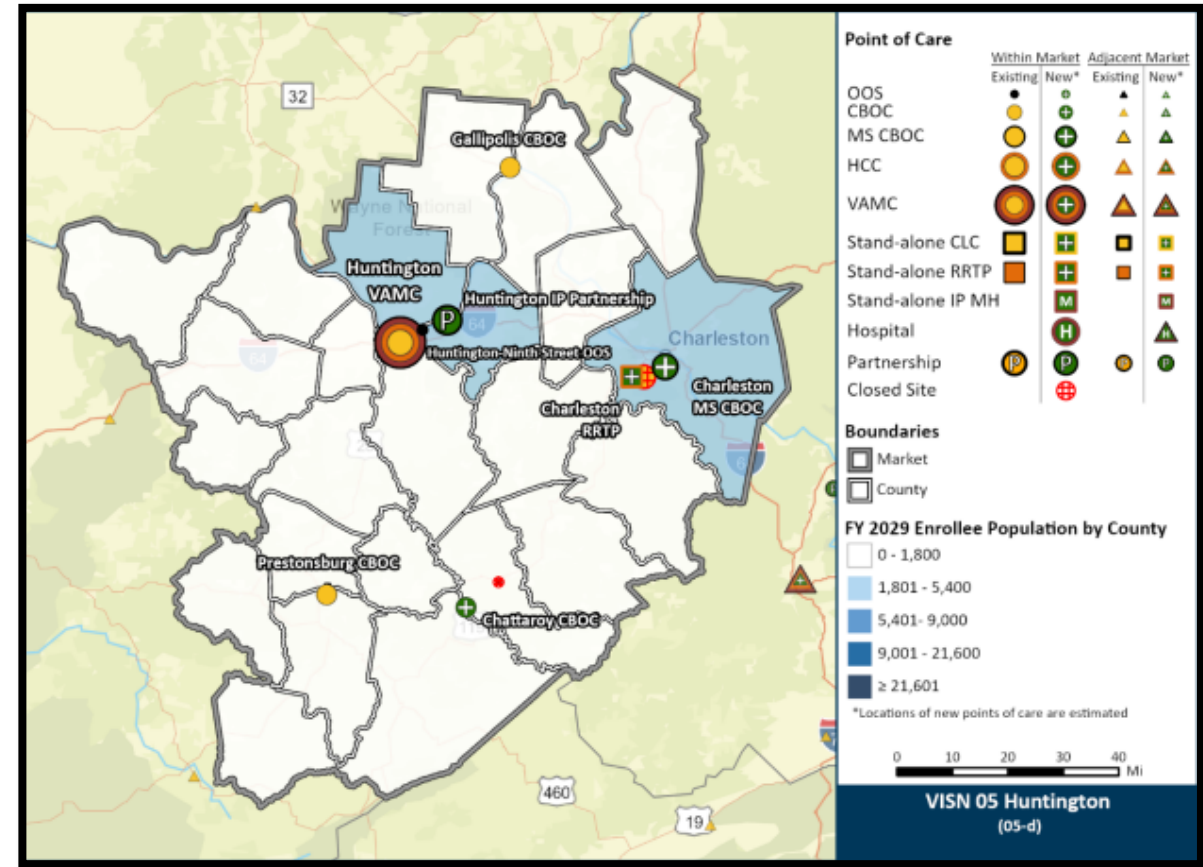 32
Gallipolis CBOC
Wayne National
Forest
Huntington
VAMC
Huntington IP Partnership
P
64
64
Huntington-Ninth Street OOS
Charleston
Charleston
MS CBOC
Charleston
RRTP
Prestonsburg CBOC
Chattaroy CBOC
460
19
Point of Care
Within Market Adjacent Market
Existing New* Existing New*
OOS
CBOC
MS CBOC
HCC
VAMC
Stand-alone CLC
Stand-alone RRTP
Stand-alone IP MH
M M
Hospital
H H
Partnership
P P P P
Closed Site
Boundaries
Market
County
FY 2029 Enrollee Population by County
0 - 1,800
1,801 - 5,400
5,401- 9,000
9,001 - 21,600
≥ 21,601
*Locations of new points of care are estimated
0 10 20 30 40
Mi
VISN 05 Huntington
(05-d)